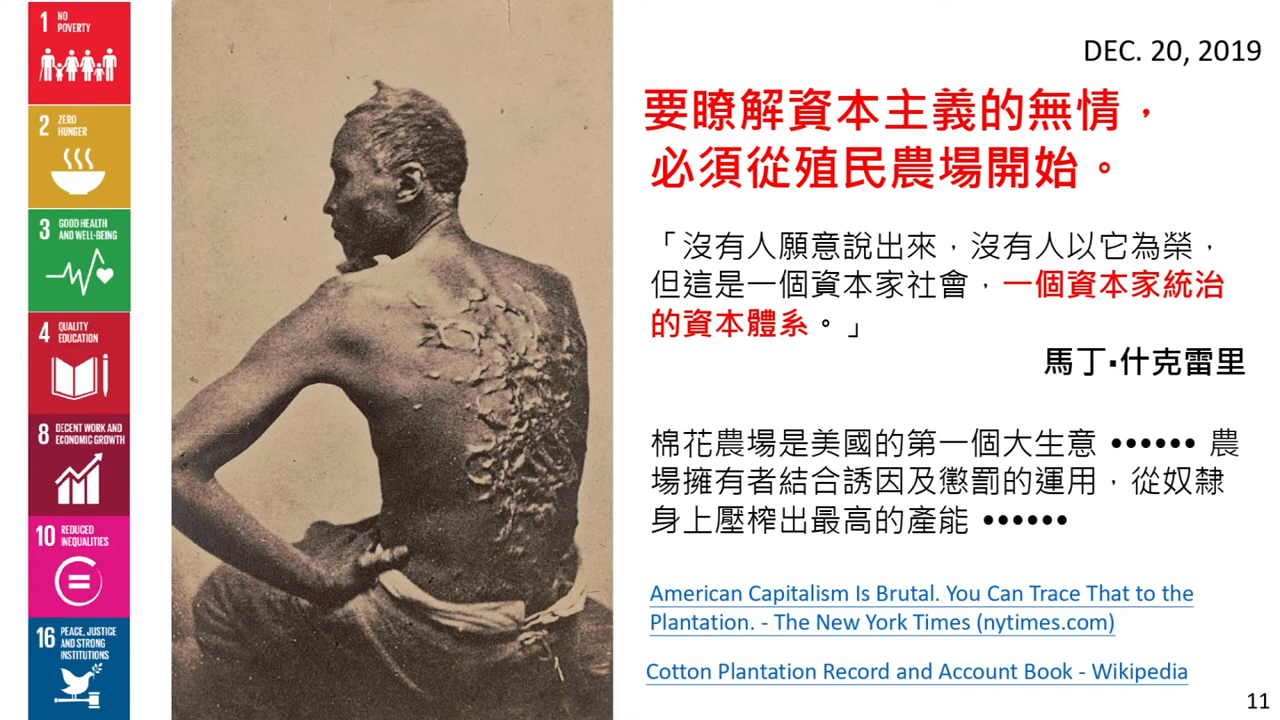 1 NO POVERTY
2 ZERO HUNGER
3 GOOD HEALTH AND WELL-BEING
4 QUALITY EDUCATION
8 DECENT WORK AND ECONOMIC GROWTH
10 REDUCED INEQUALITIES
16 PEACE, JUSTICE AND STRONG INSTITUTIONS
DEC. 20, 2019
要瞭解資本主義的無情，
必須從殖民農場開始。
「沒有人願意說出來，沒有人以它為榮，
但這是一個資本家社會，一個資本家統治
的資本體系。」
馬丁▪什克雷里
棉花農場是美國的第一個大生意 •••••• 農
場擁有者結合誘因及懲罰的運用，從奴隸
身上壓榨出最高的產能 ••••••
American Capitalism Is Brutal. You Can Trace That to the
Plantation. - The New York Times (nytimes.com)
Cotton Plantation Record and Account Book - Wikipedia
11